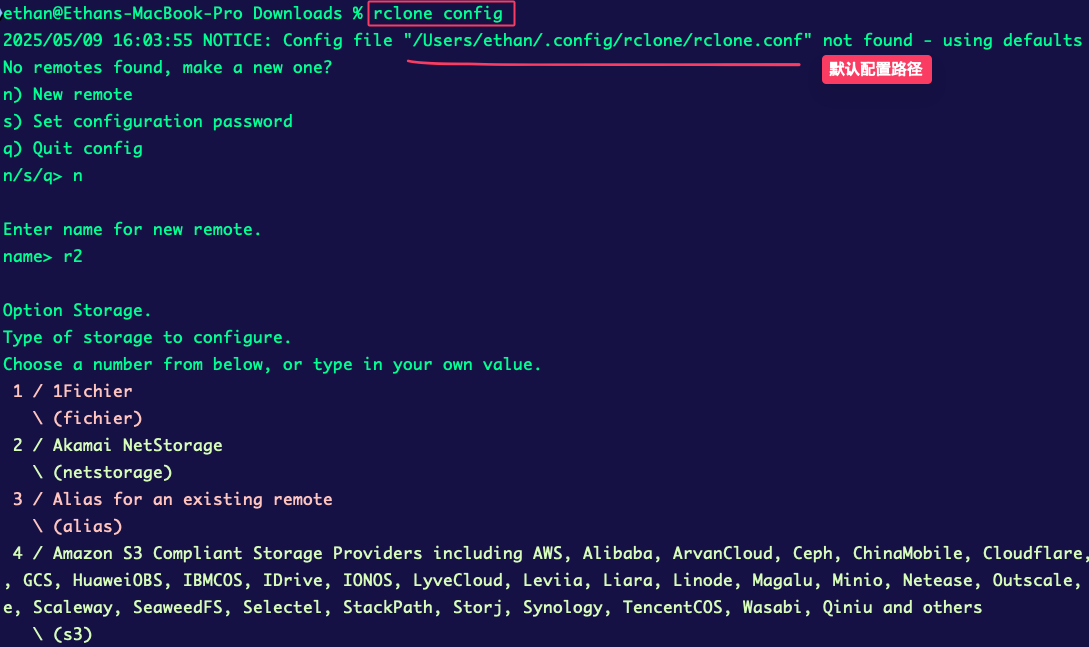 ethan@Ethans-MacBook-Pro Downloads % rclone config
2025/05/09 16:03:55 NOTICE: Config file "/Users/ethan/.config/rclone/rclone.conf" not found - using defaults
默认配置路径
No remotes found, make a new one?
n) New remote
s) Set configuration password
q) Quit config
n/s/q> n
Enter name for new remote.
name> r2
Option Storage.
Type of storage to configure.
Choose a number from below, or type in your own value.
1 / 1Fichier
\ (fichier)
2 / Akamai NetStorage
\ (netstorage)
3 / Alias for an existing remote
\ (alias)
4 / Amazon S3 Compliant Storage Providers including AWS, Alibaba, ArvanCloud, Ceph, ChinaMobile, Cloudflare,
, GCS, HuaweiOBS, IBMCOS, IDrive, IONOS, LyveCloud, Leviia, Liara, Linode, Magalu, Minio, Netease, Outscale,
e, Scaleway, SeaweedFS, Selectel, StackPath, Storj, Synology, TencentCOS, Wasabi, Qiniu and others
\ (s3)